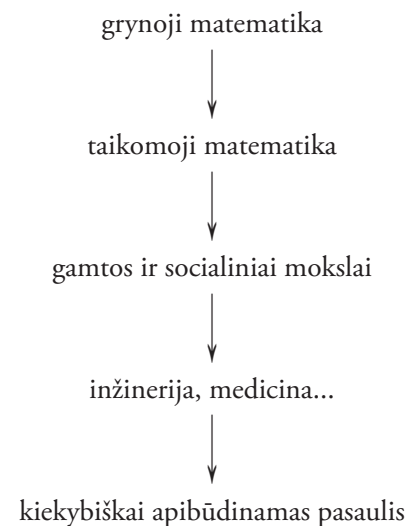 grynoji matematika
taikomoji matematika
gamtos ir socialiniai mokslai
inžinerija, medicina...
kiekybiškai apibūdinamas pasaulis